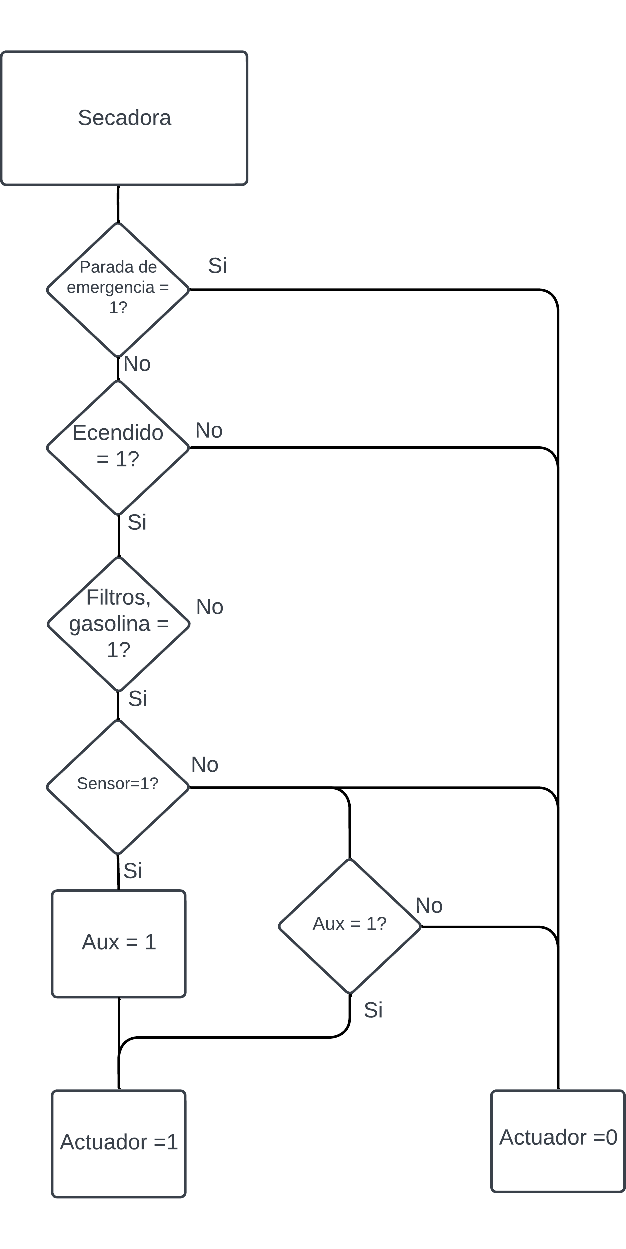 Secadora
Parada de
emergencia =
1?
Si
No
Ecendido
= 1?
No
Si
Filtros,
gasolina =
1?
No
Si
Sensor=1?
No
Si
Aux = 1
Aux = 1?
No
Si
Actuador =1
Actuador =0